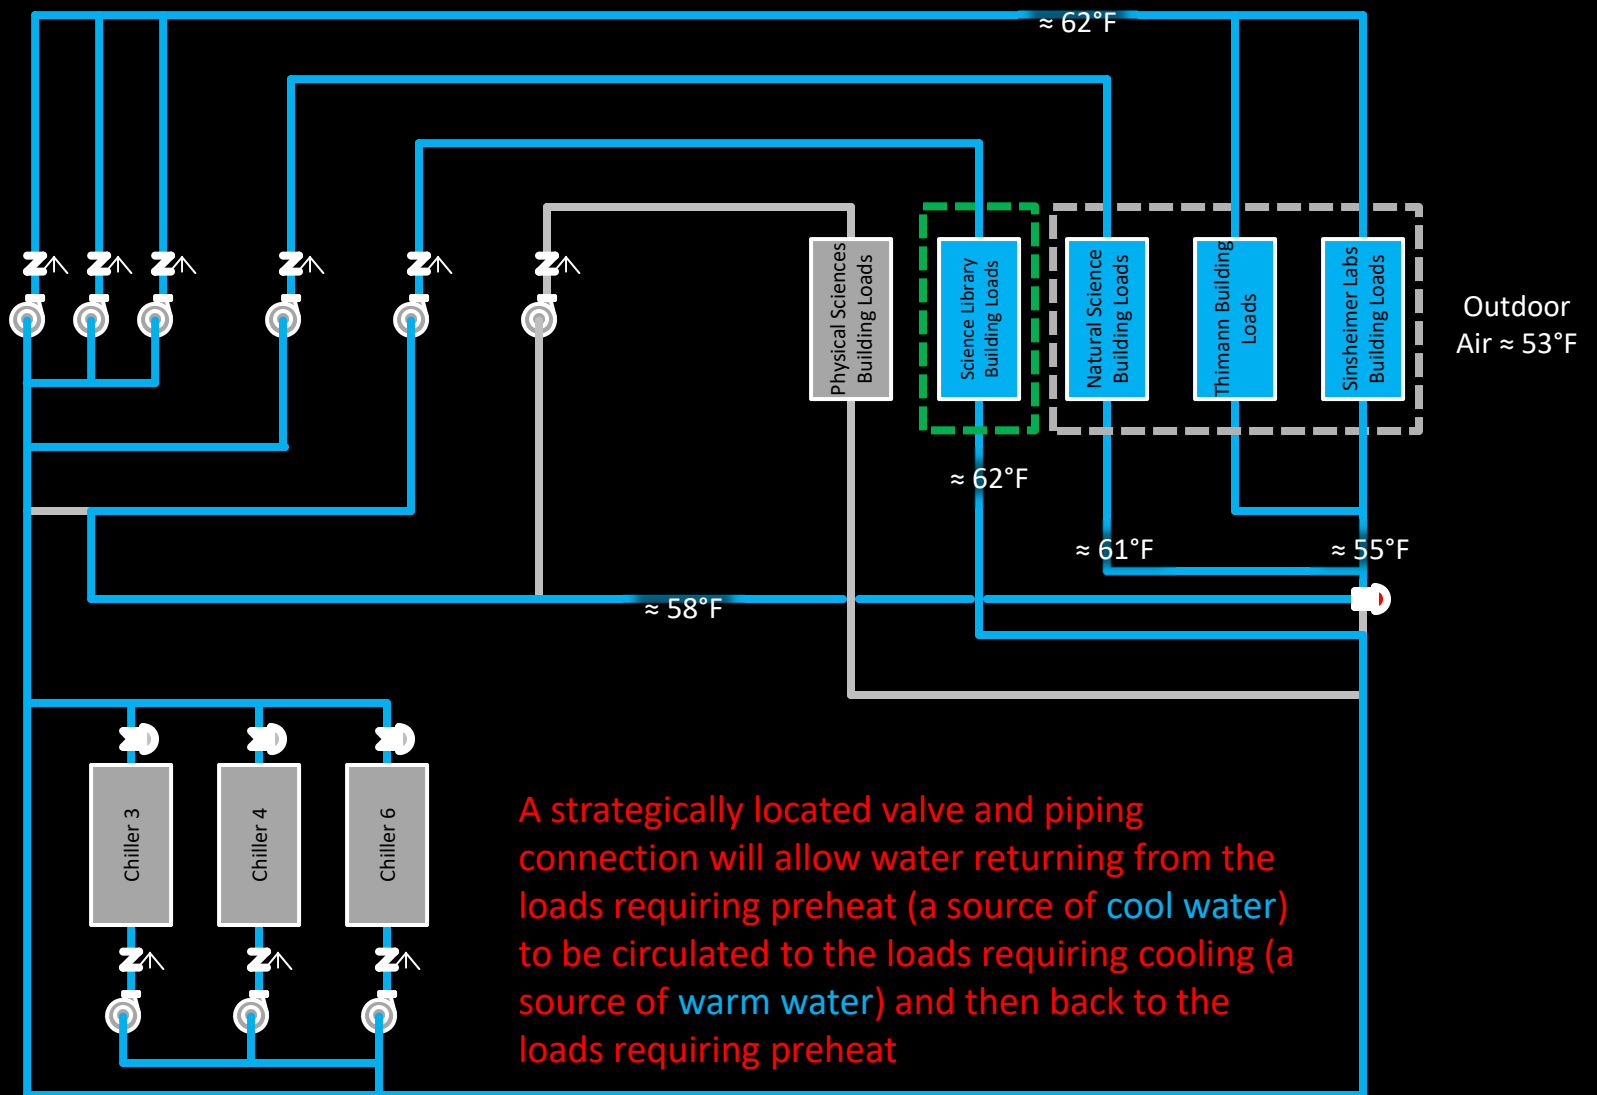 ≈ 62°F
Physical Sciences
Building Loads
Science Library
Building Loads
Natural Science
Building Loads
Thimann Building
Loads
Sinsheimer Labs
Building Loads
Outdoor
Air ≈ 53°F
≈ 62°F
≈ 61°F
≈ 55°F
≈ 58°F
Chiller 3
Chiller 4
Chiller 6
A strategically located valve and piping
connection will allow water returning from the
loads requiring preheat (a source of cool water)
to be circulated to the loads requiring cooling (a
source of warm water) and then back to the
loads requiring preheat